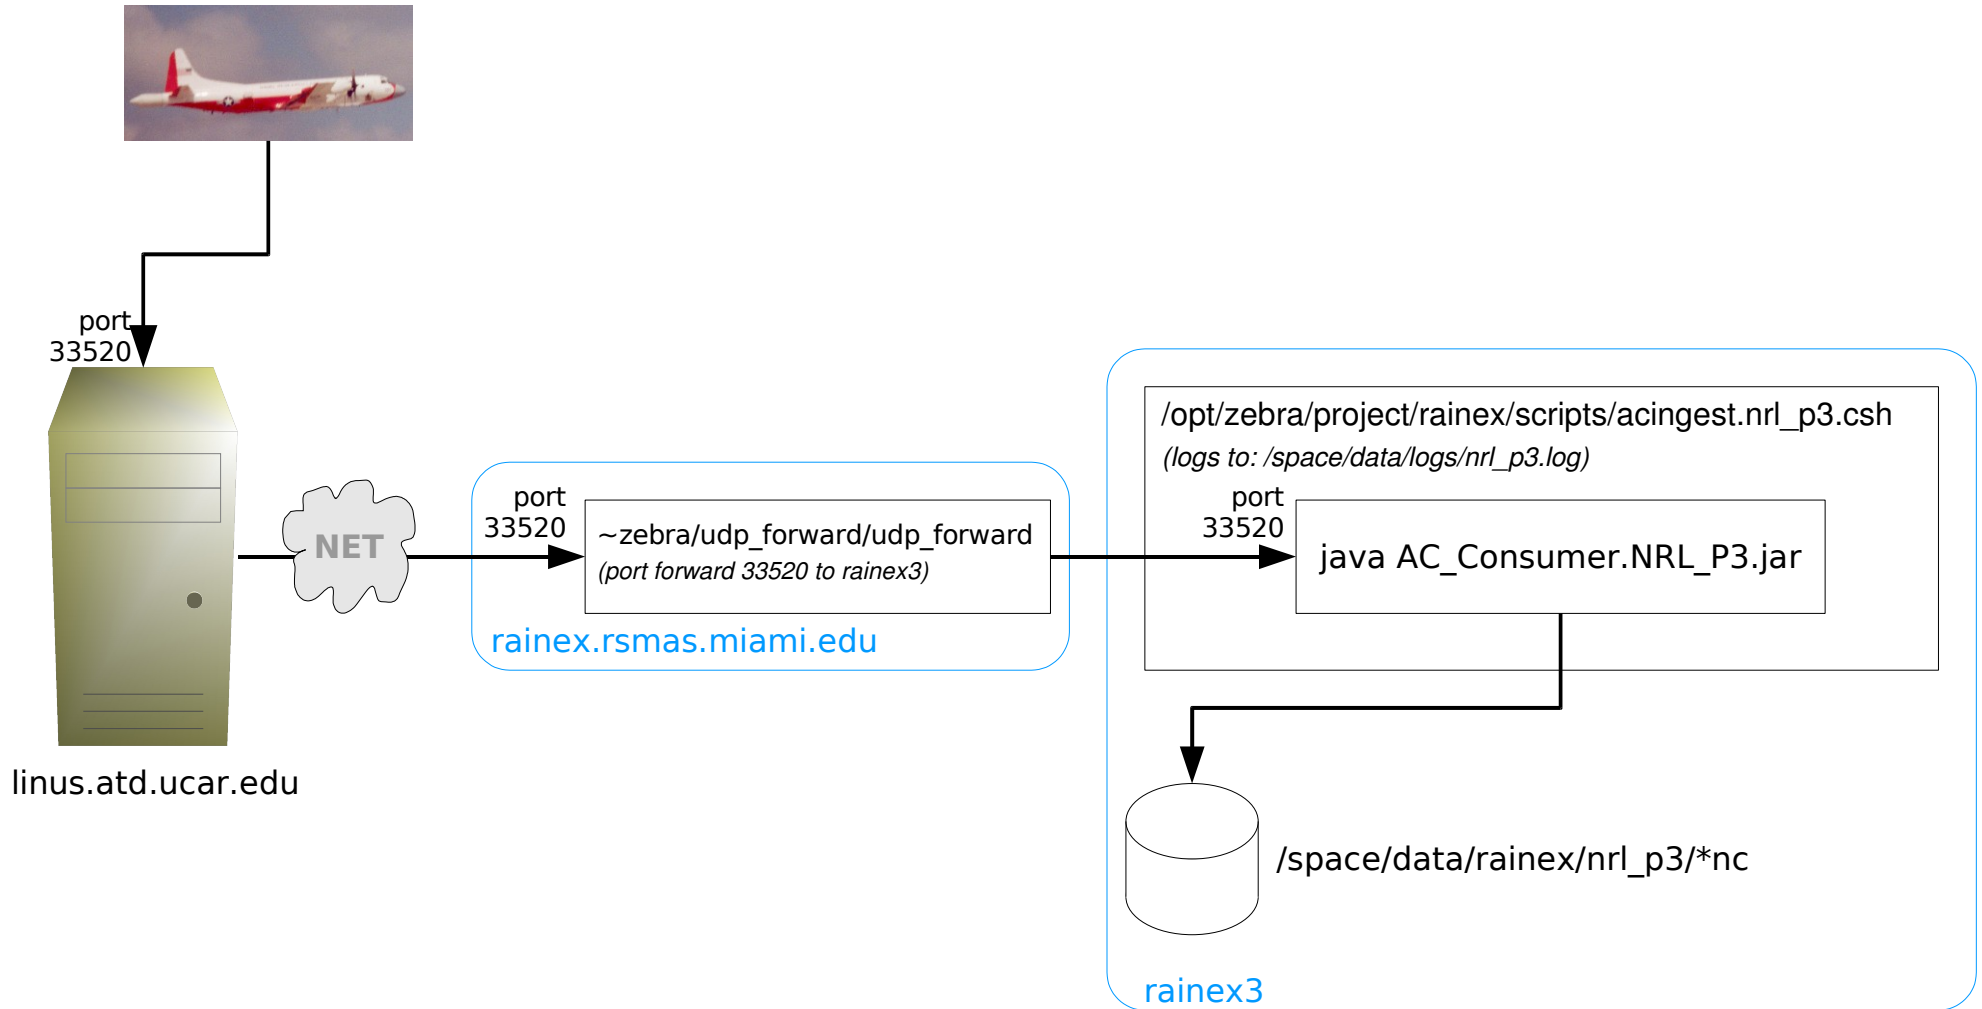 port
33520
linus.atd.ucar.edu
NET
port
33520
~zebra/udp_forward/udp_forward
(port forward 33520 to rainex3)
rainex.rsmas.miami.edu
/opt/zebra/project/rainex/scripts/acingest.nrl_p3.csh
(logs to: /space/data/logs/nrl_p3.log)
port
33520
java AC_Consumer.NRL_P3.jar
/space/data/rainex/nrl_p3/*nc
rainex3